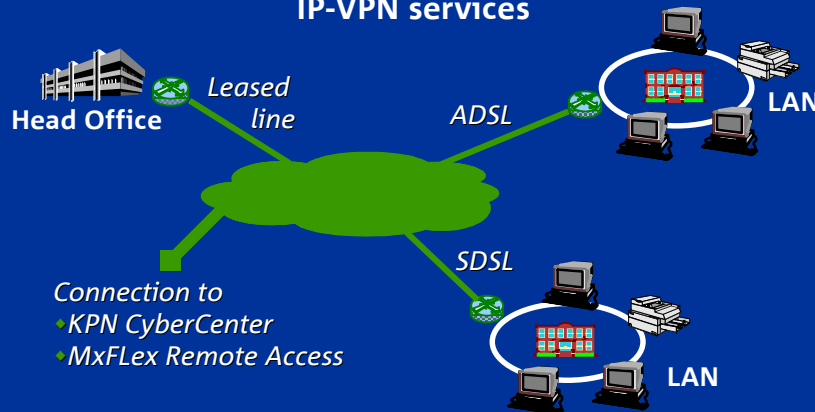 IP-VPN services
Head Office
Leased
line
ADSL
LAN
SDSL
Connection to
KPN CyberCenter
MxFLex Remote Access
LAN